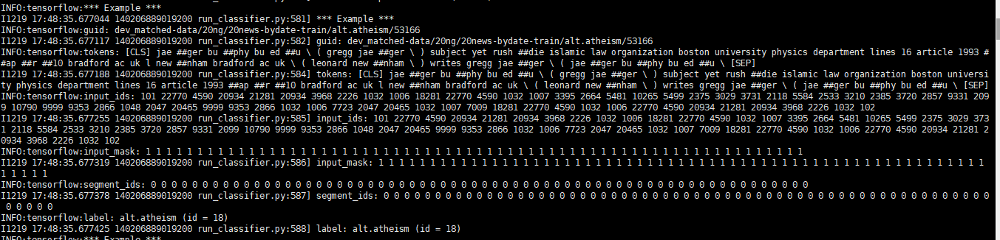 INFO:tensorflow:*** Example ***
I1219 17:48:35.677044 140206889019200 run_classifier.py:581] *** Example ***
INFO:tensorflow:guid: dev_matched-data/20ng/20news-bydate-train/alt.atheism/53166
I1219 17:48:35.677117 140206889019200 run_classifier.py:582] guid: dev_matched-data/20ng/20news-bydate-train/alt.atheism/53166
INFO:tensorflow:tokens: [CLS] jae ##ger bu ##phy bu ed ##u \ ( gregg jae ##ger \ ) subject yet rush ##die islamic law organization boston university physics department lines 16 article 1993 #
#ap ##r ##10 bradford ac uk l new ##nham bradford ac uk \ ( leonard new ##nham \ ) writes gregg jae ##ger \ ( jae ##ger bu ##phy bu ed ##u \ [SEP]
I1219 17:48:35.677188 140206889019200 run_classifier.py:584] tokens: [CLS] jae ##ger bu ##phy bu ed ##u \ ( gregg jae ##ger \ ) subject yet rush ##die islamic law organization boston universi
ty physics department lines 16 article 1993 ##ap ##r ##10 bradford ac uk l new ##nham bradford ac uk \ ( leonard new ##nham \ ) writes gregg jae ##ger \ ( jae ##ger bu ##phy bu ed ##u \ [SEP]
INFO:tensorflow:input_ids: 101 22770 4590 20934 21281 20934 3968 2226 1032 1006 18281 22770 4590 1032 1007 3395 2664 5481 10265 5499 2375 3029 3731 2118 5584 2533 3210 2385 3720 2857 9331 209
9 10790 9999 9353 2866 1048 2047 20465 9999 9353 2866 1032 1006 7723 2047 20465 1032 1007 7009 18281 22770 4590 1032 1006 22770 4590 20934 21281 20934 3968 2226 1032 102
I1219 17:48:35.677255 140206889019200 run_classifier.py:585] input_ids: 101 22770 4590 20934 21281 20934 3968 2226 1032 1006 18281 22770 4590 1032 1007 3395 2664 5481 10265 5499 2375 3029 373
1 2118 5584 2533 3210 2385 3720 2857 9331 2099 10790 9999 9353 2866 1048 2047 20465 9999 9353 2866 1032 1006 7723 2047 20465 1032 1007 7009 18281 22770 4590 1032 1006 22770 4590 20934 21281 2
0934 3968 2226 1032 102
INFO:tensorflow:input_mask: 1 1 1 1 1 1 1 1 1 1 1 1 1 1 1 1 1 1 1 1 1 1 1 1 1 1 1 1 1 1 1 1 1 1 1 1 1 1 1 1 1 1 1 1 1 1 1 1 1 1 1 1 1 1 1 1 1 1 1 1 1 1 1 1
I1219 17:48:35.677319 140206889019200 run_classifier.py:586] input_mask: 1 1 1 1 1 1 1 1 1 1 1 1 1 1 1 1 1 1 1 1 1 1 1 1 1 1 1 1 1 1 1 1 1 1 1 1 1 1 1 1 1 1 1 1 1 1 1 1 1 1 1 1 1 1 1 1 1 1 1
1 1 1 1 1
INFO:tensorflow:segment_ids: 0 0 0 0 0 0 0 0 0 0 0 0 0 0 0 0 0 0 0 0 0 0 0 0 0 0 0 0 0 0 0 0 0 0 0 0 0 0 0 0 0 0 0 0 0 0 0 0 0 0 0 0 0 0 0 0 0 0 0 0 0 0 0 0
I1219 17:48:35.677378 140206889019200 run_classifier.py:587] segment_ids: 0 0 0 0 0 0 0 0 0 0 0 0 0 0 0 0 0 0 0 0 0 0 0 0 0 0 0 0 0 0 0 0 0 0 0 0 0 0 0 0 0 0 0 0 0 0 0 0 0 0 0 0 0 0 0 0 0 0 0
0 0 0 0 0
INFO:tensorflow:label: alt.atheism (id = 18)
I1219 17:48:35.677425 140206889019200 run_classifier.py:588] label: alt.atheism (id = 18)
INFO:tensorflow:*** Example ***